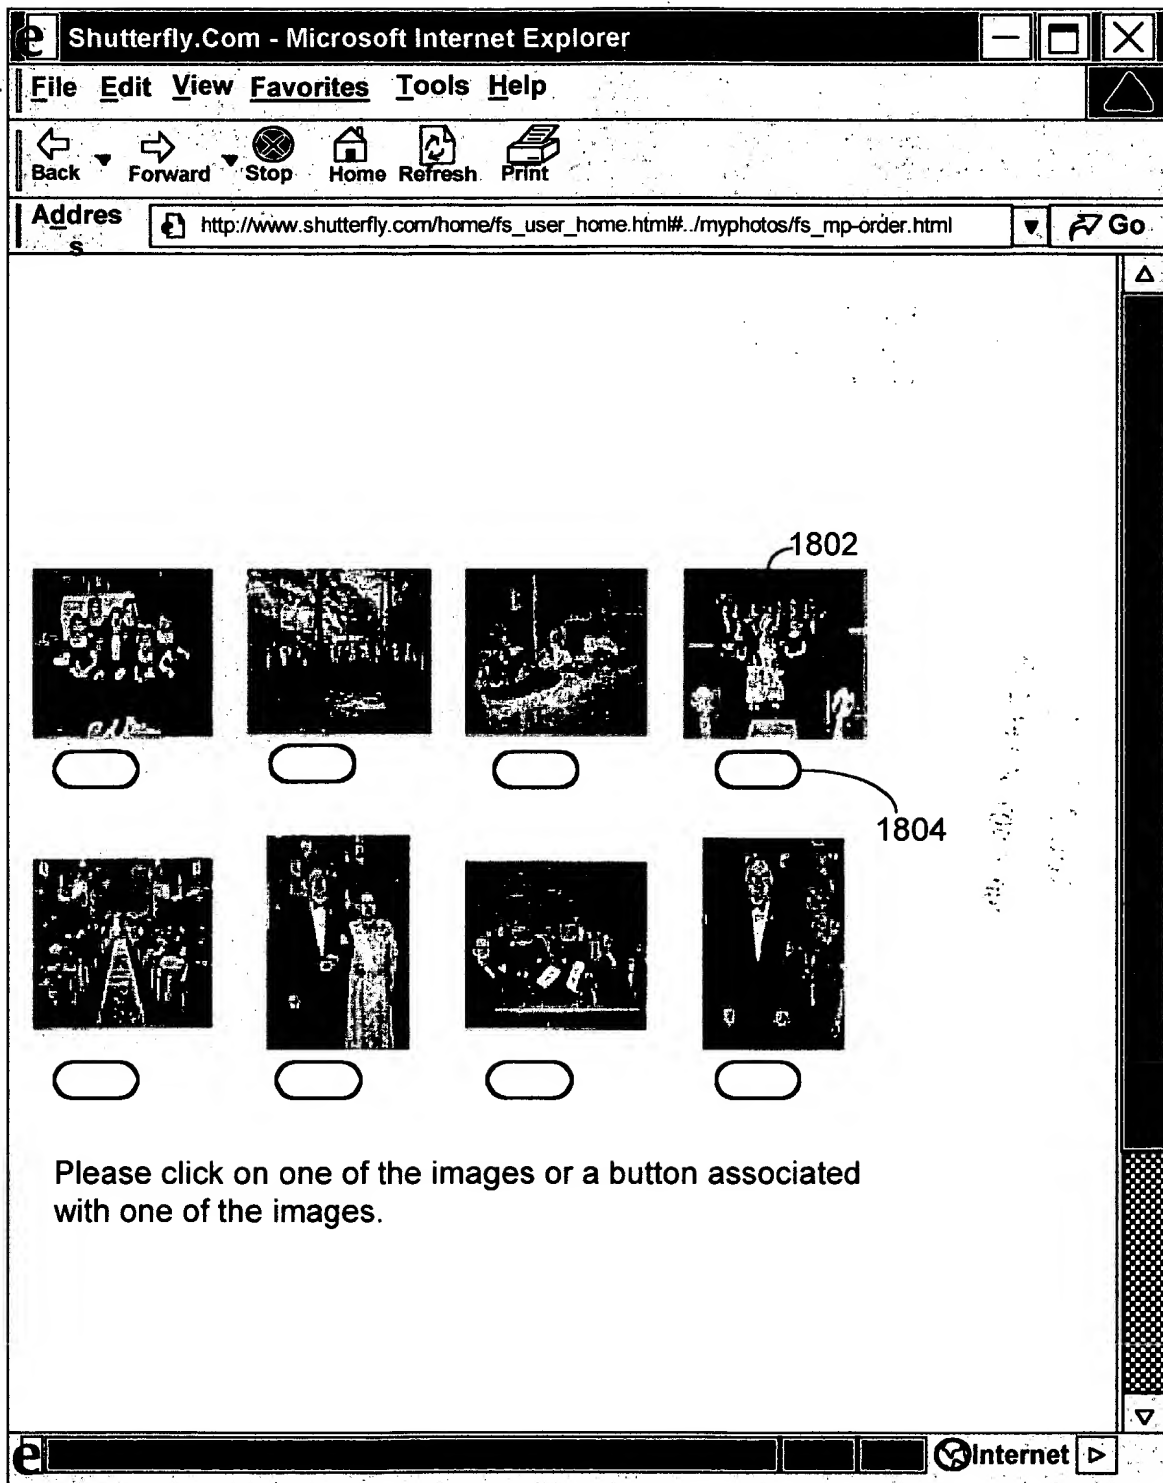 Shutterfly.Com - Microsoft Internet Explorer
File Edit View Favorites Tools Help
Back Forward Stop Home Refresh Print
Addres
s
http://www.shutterfly.com/home/fs_user_home.html#../myphotos/fs_mp-order.html
Go
1802
1804
Please click on one of the images or a button associated
with one of the images.
Internet